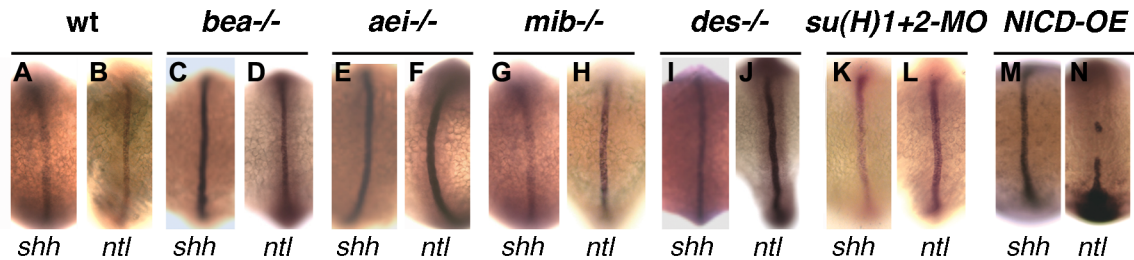 wt bea-/- aei-/- mib-/- des-/- su(H)1+2-MO NICD-OE
A B C D E F G H I J K L M N
shh ntl shh ntl shh ntl shh ntl shh ntl shh ntl shh ntl